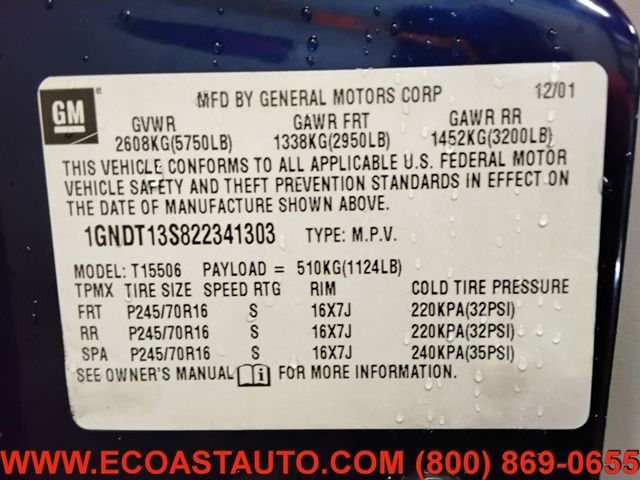 GM
MFD BY GENERAL MOTORS CORP 12/01
GVWR GAWR FRT GAWR RR
2608KG(5750LB) 1338KG(2950LB) 1452KG(3200LB)
THIS VEHICLE CONFORMS TO ALL APPLICABLE U.S. FEDERAL MOTOR
VEHICLE SAFETY AND THEFT PREVENTION STANDARDS IN EFFECT ON
THE DATE OF MANUFACTURE SHOWN ABOVE.
1GNDT13S822341303 TYPE: M.P.V.
MODEL: T15506 PAYLOAD = 510KG(1124LB)
TPMX TIRE SIZE SPEED RTG RIM COLD TIRE PRESSURE
FRT P245/70R16 S 16X7J 220KPA(32PSI)
RR P245/70R16 S 16X7J 220KPA(32PSI)
SPA P245/70R16 S 16X7J 240KPA(35PSI)
SEE OWNER'S MANUAL i FOR MORE INFORMATION.
WWW.ECOASTAUTO.COM (800) 869-0655